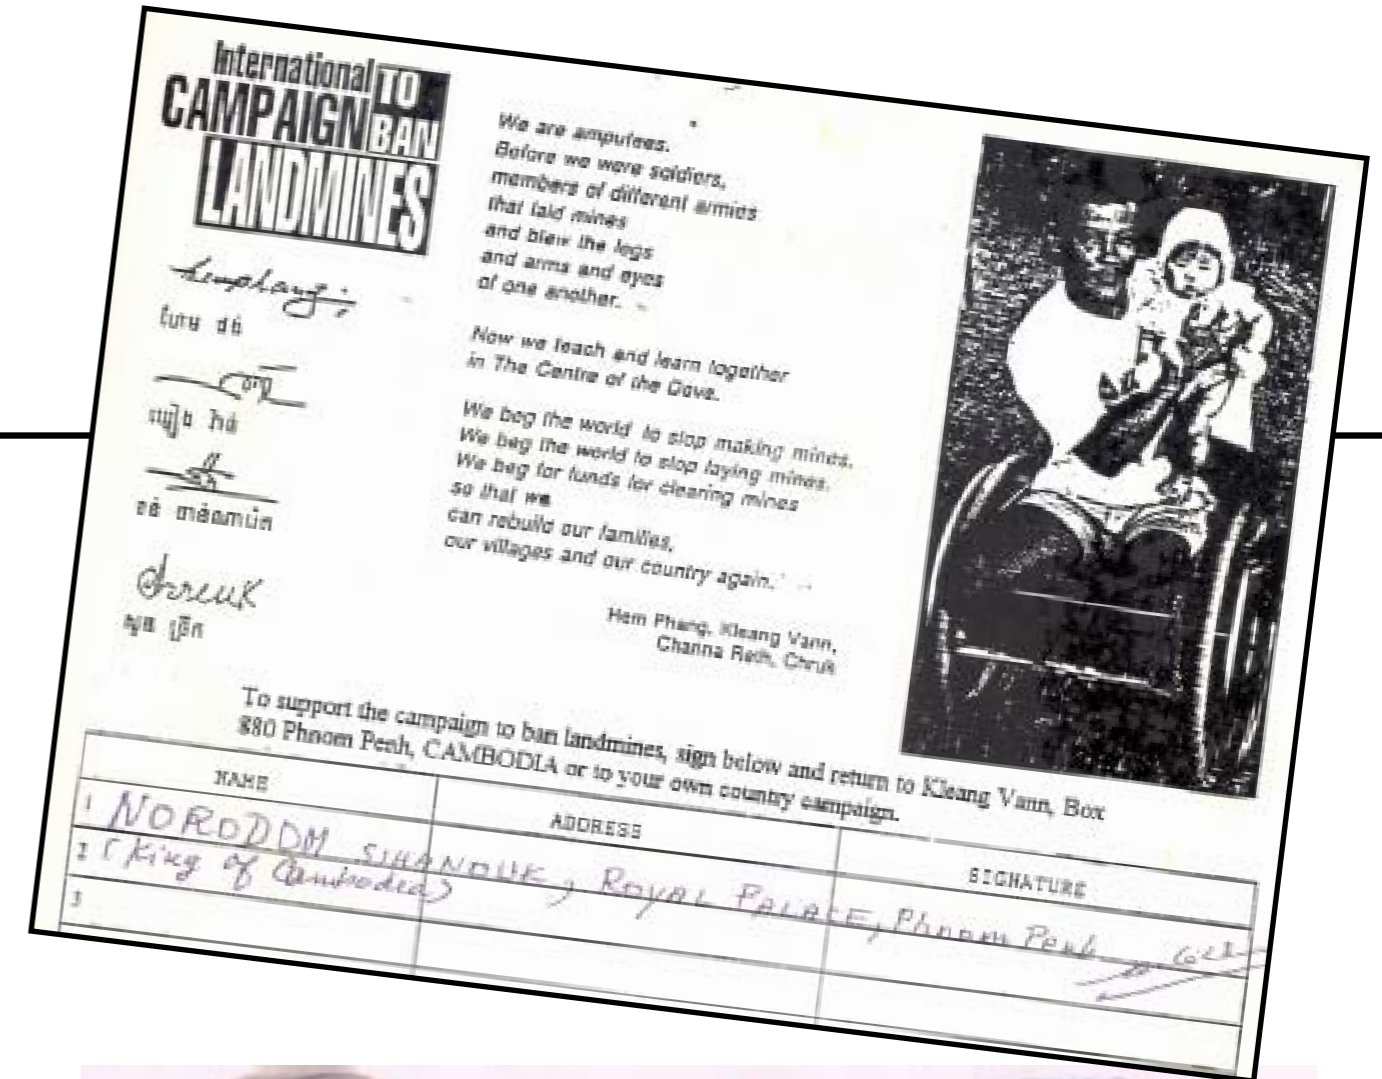 International
CAMPAIGN TO
BAN
LANDMINES
We are amputees.
Before we were soldiers,
members of different armies
that laid mines
and blew the legs
and arms and eyes
of one another.
Now we teach and learn together
in The Centre of the Dove.
We beg the world to stop making mines.
We beg the world to stop laying mines.
We beg for funds for clearing mines
so that we
can rebuild our families,
our villages and our country again.
Hem Phang, Kleang Vann,
Channa Reth, Chruk
To support the campaign to ban landmines, sign below and return to Kleang Vann, Box
880 Phnom Penh, CAMBODIA or to your own country campaign.
NAME ADDRESS SIGNATURE
1 NORODOM SIHANOUK, ROYAL PALACE, Phnom Penh
2 (King of Cambodia)
3